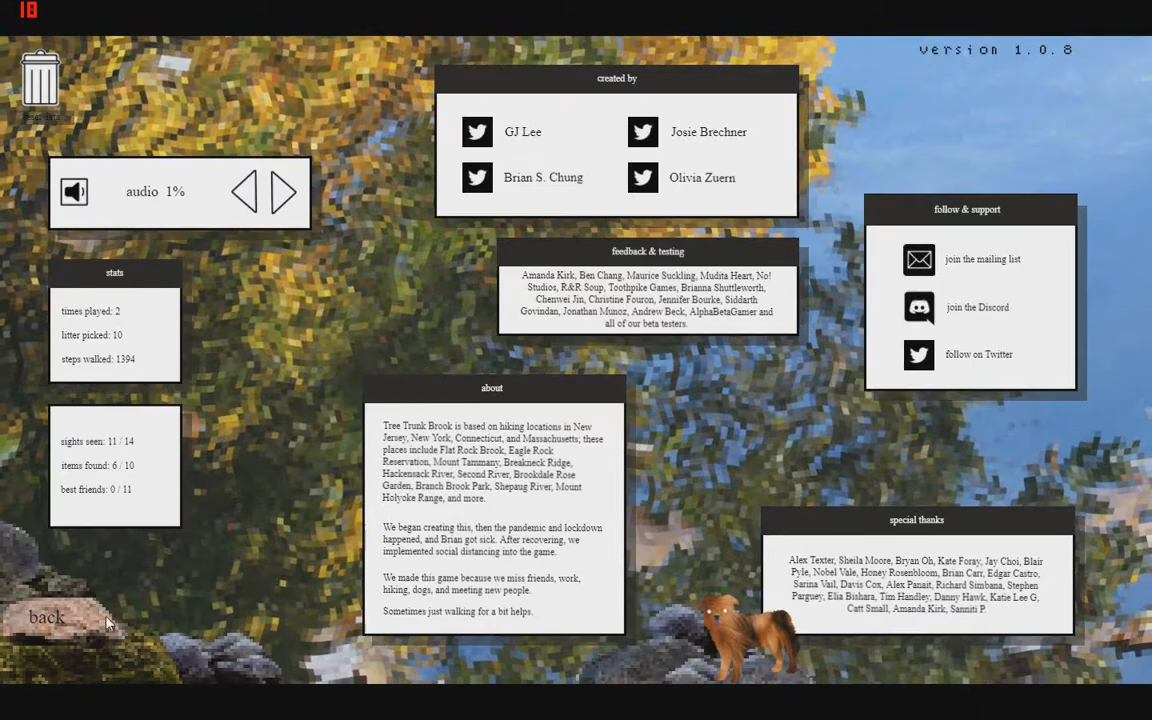 18
version 1.0.8
reset data
audio 1%
stats
times played: 2
litter picked: 10
steps walked: 1394
sights seen: 11 / 14
items found: 6 / 10
best friends: 0 / 11
back
created by
GJ Lee
Josie Brechner
Brian S. Chung
Olivia Zuern
feedback & testing
Amanda Kirk, Ben Chang, Maurice Suckling, Mudita Heart, No!
Studios, R&R Soup, Toothpike Games, Brianna Shuttleworth,
Chenwei Jin, Christine Fouron, Jennifer Bourke, Siddarth
Govindan, Jonathan Munoz, Andrew Beck, AlphaBetaGamer and
all of our beta testers.
about
Tree Trunk Brook is based on hiking locations in New
Jersey, New York, Connecticut, and Massachusetts; these
places include Flat Rock Brook, Eagle Rock
Reservation, Mount Tammany, Breakneck Ridge,
Hackensack River, Second River, Brookdale Rose
Garden, Branch Brook Park, Shepaug River, Mount
Holyoke Range, and more.
We began creating this, then the pandemic and lockdown
happened, and Brian got sick. After recovering, we
implemented social distancing into the game.
We made this game because we miss friends, work,
hiking, dogs, and meeting new people.
Sometimes just walking for a bit helps.
follow & support
join the mailing list
join the Discord
follow on Twitter
special thanks
Alex Texter, Sheila Moore, Bryan Oh, Kate Foray, Jay Choi, Blair
Pyle, Nobel Vale, Honey Rosenbloom, Brian Carr, Edgar Castro,
Sarina Vail, Davis Cox, Alex Panait, Richard Simbana, Stephen
Parguey, Elia Bishara, Tim Handley, Danny Hawk, Katie Lee G,
Catt Small, Amanda Kirk, Sanniti P.